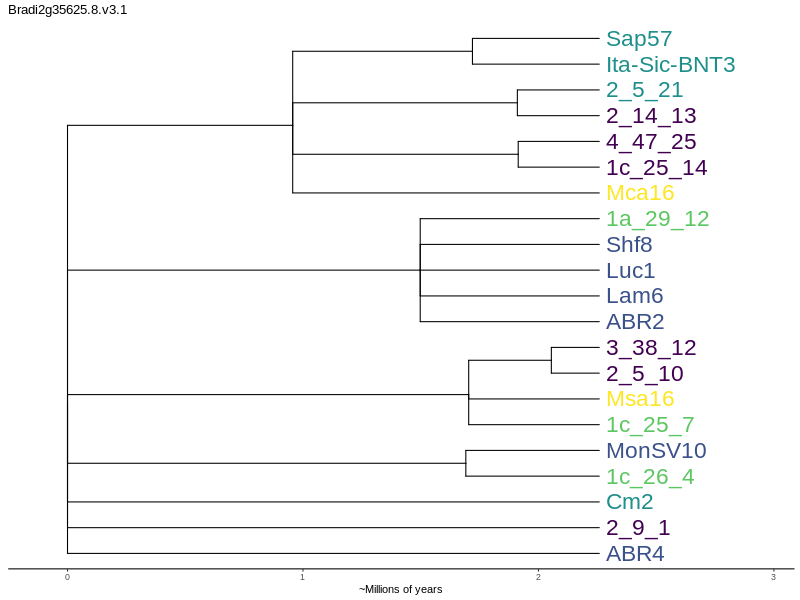 Bradi2g35625.8.v3.1
Sap57
Ita-Sic-BNT3
2_5_21
2_14_13
4_47_25
1c_25_14
Mca16
1a_29_12
Shf8
Luc1
Lam6
ABR2
3_38_12
2_5_10
Msa16
1c_25_7
MonSV10
1c_26_4
Cm2
2_9_1
ABR4
0 1 2 3
~Millions of years